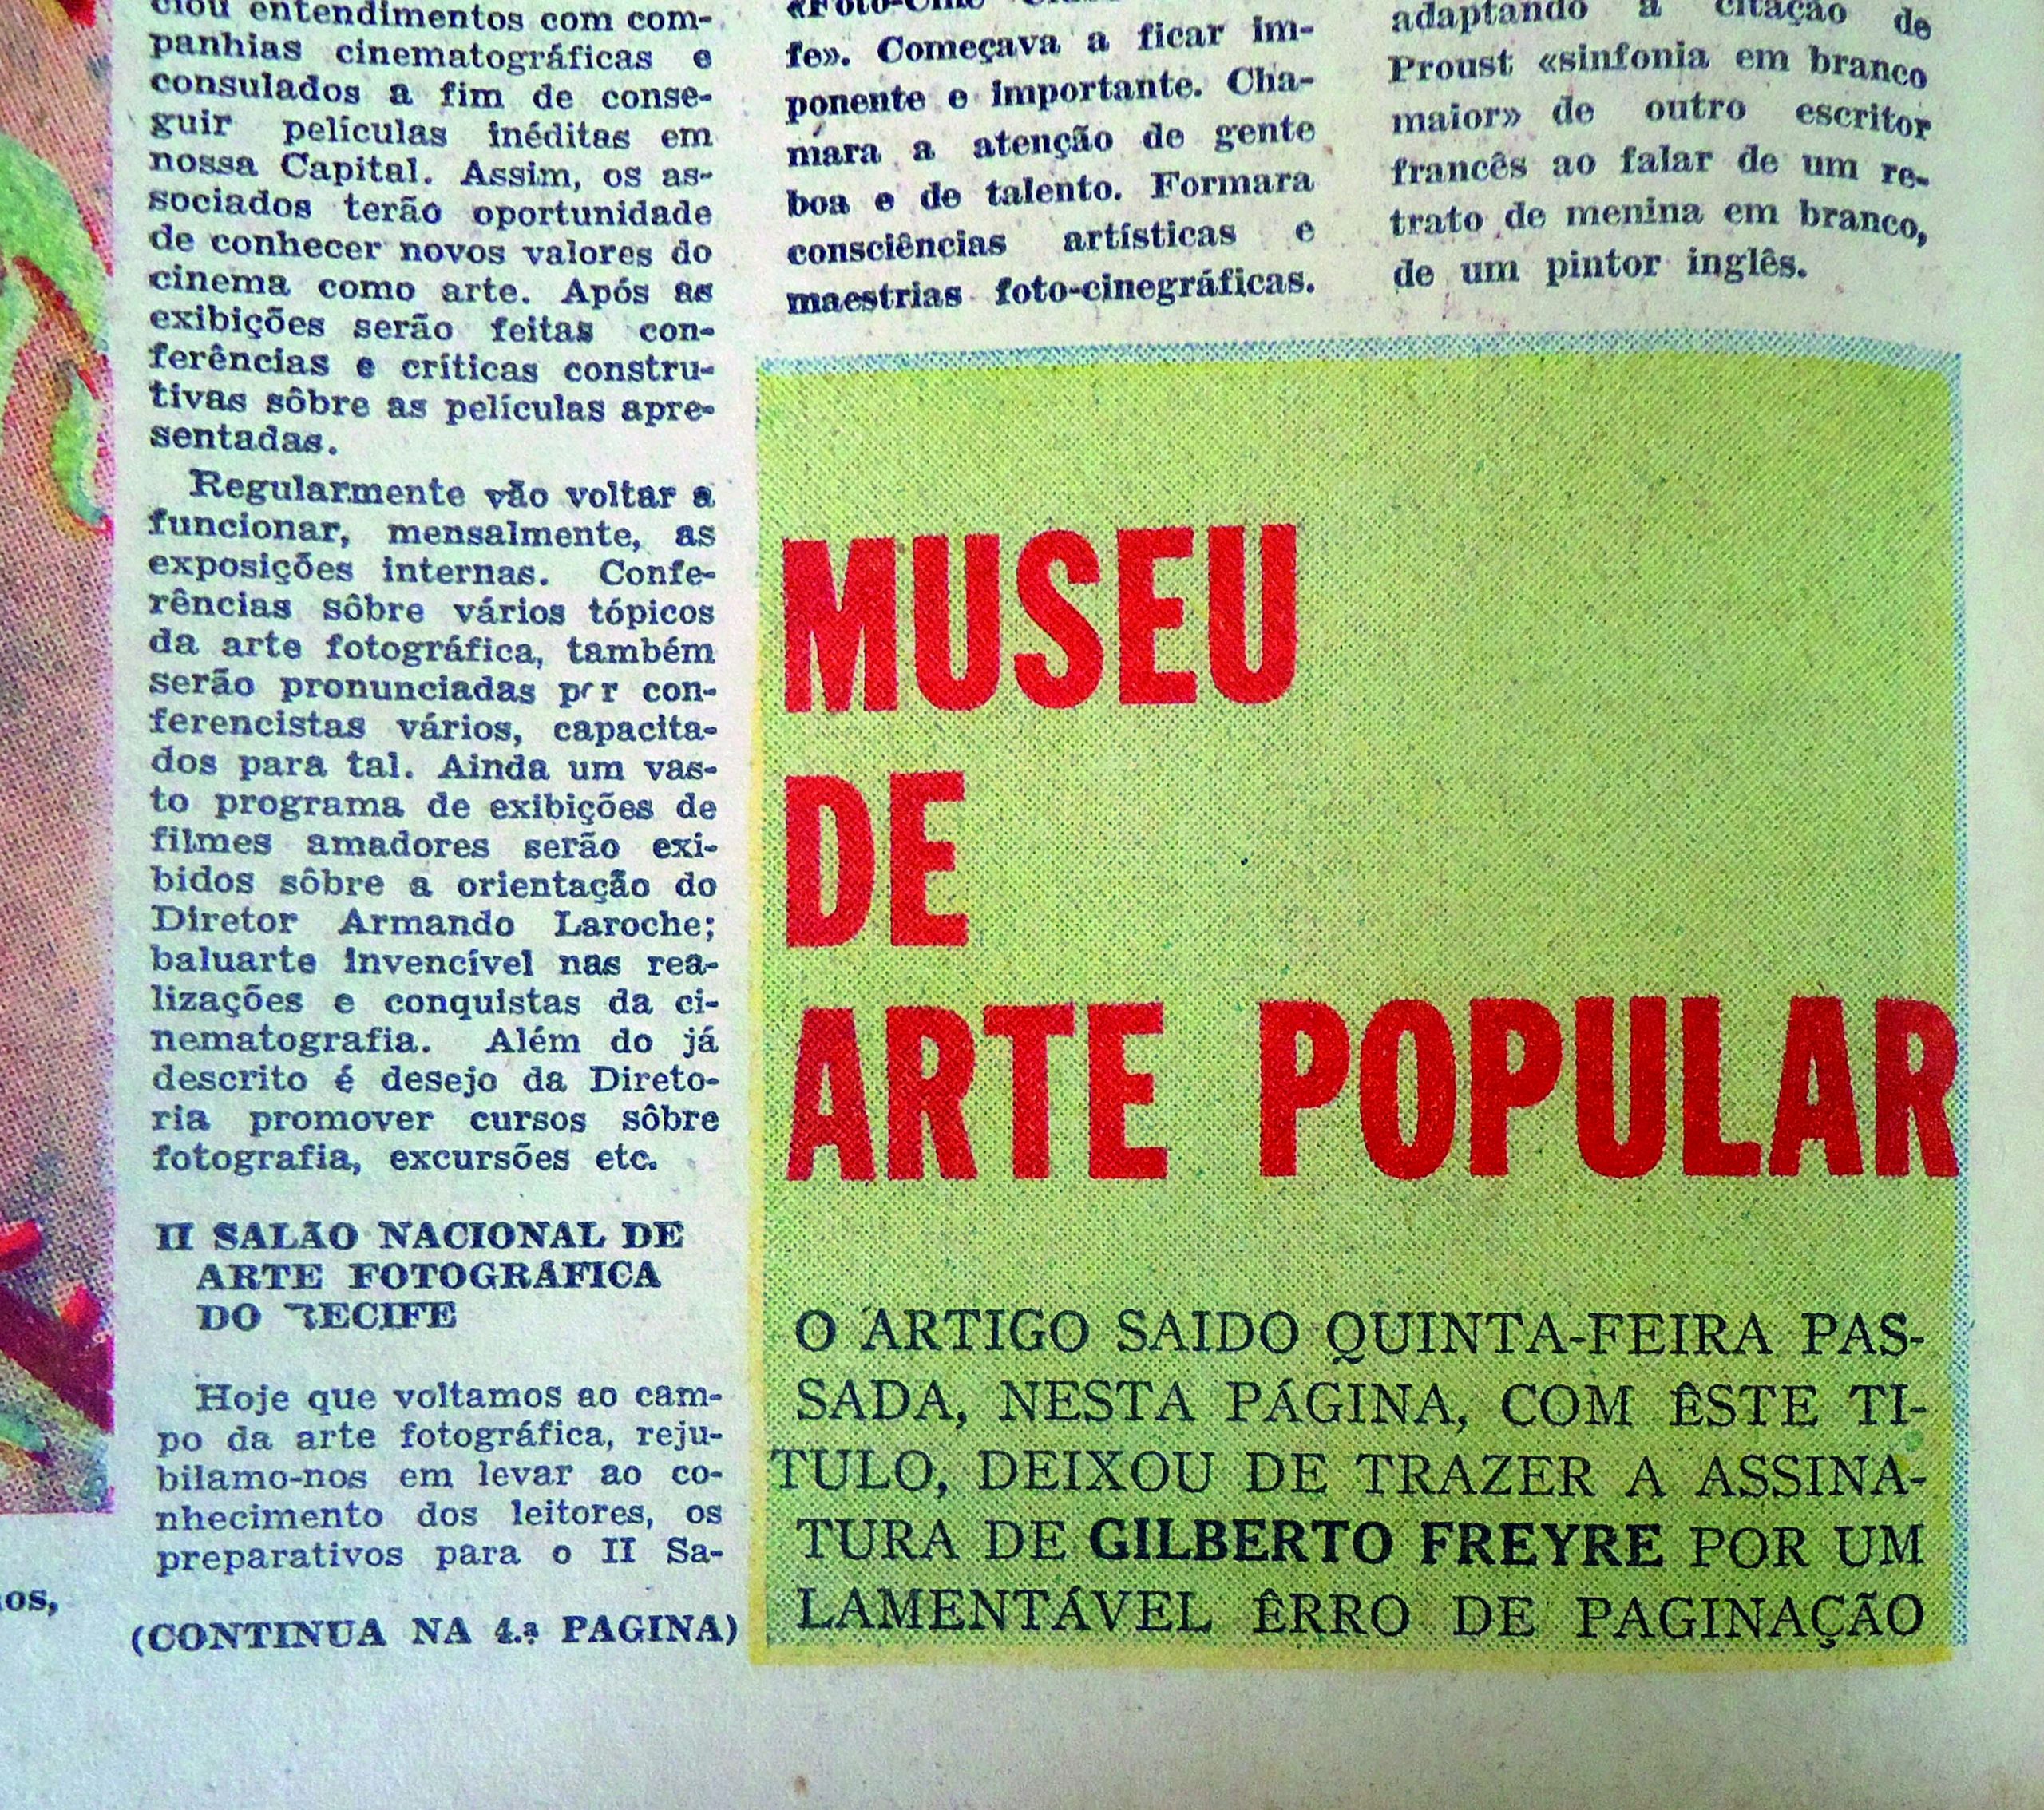 ciou entendimentos com com-
panhias cinematográficas e
consulados a fim de conse-
guir películas inéditas em
nossa Capital. Assim, os as-
sociados terão oportunidade
de conhecer novos valores do
cinema como arte. Após as
exibições serão feitas con-
ferências e críticas constru-
tivas sôbre as películas apre-
sentadas.
Regularmente vão voltar a
funcionar, mensalmente, as
exposições internas. Confe-
rências sôbre vários tópicos
da arte fotográfica, também
serão pronunciadas por con-
ferencistas vários, capacita-
dos para tal. Ainda um vas-
to programa de exibições de
filmes amadores serão exi-
bidos sôbre a orientação do
Diretor Armando Laroche;
baluarte invencível nas rea-
lizações e conquistas da ci-
nematografia. Além do já
descrito é desejo da Direto-
ria promover cursos sôbre
fotografia, excursões etc.
II SALÃO NACIONAL DE
ARTE FOTOGRÁFICA
DO RECIFE
Hoje que voltamos ao cam-
po da arte fotográfica, reju-
bilamo-nos em levar ao co-
nhecimento dos leitores, os
preparativos para o II Sa-
(CONTINUA NA 4.ª PAGINA)
os,
«Foto-Cine
fe». Começava a ficar im-
ponente e importante. Cha-
mara a atenção de gente
boa e de talento. Formara
consciências artísticas e
maestrias foto-cinegráficas.
adaptando a citação de
Proust «sinfonia em branco
maior» de outro escritor
francês ao falar de um re-
trato de menina em branco,
de um pintor inglês.
MUSEU
DE
ARTE POPULAR
O ARTIGO SAIDO QUINTA-FEIRA PAS-
SADA, NESTA PÁGINA, COM ÊSTE TI-
TULO, DEIXOU DE TRAZER A ASSINA-
TURA DE GILBERTO FREYRE POR UM
LAMENTÁVEL ÊRRO DE PAGINAÇÃO